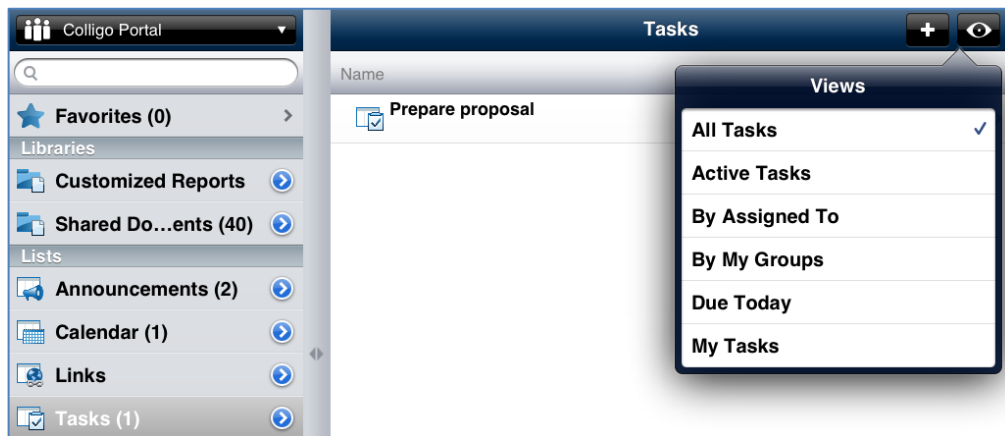 Colligo Portal
Favorites (0)
Libraries
Customized Reports
Shared Do...ents (40)
Lists
Announcements (2)
Calendar (1)
Links
Tasks (1)
Tasks
Name
Prepare proposal
Views
All Tasks
Active Tasks
By Assigned To
By My Groups
Due Today
My Tasks